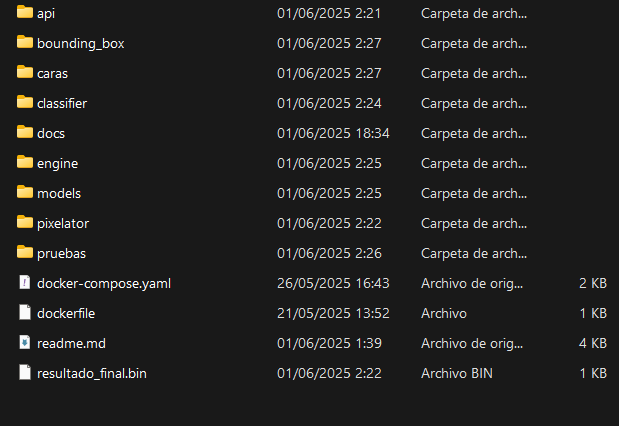 api 01/06/2025 2:21 Carpeta de arch...
bounding_box 01/06/2025 2:27 Carpeta de arch...
caras 01/06/2025 2:27 Carpeta de arch...
classifier 01/06/2025 2:24 Carpeta de arch...
docs 01/06/2025 18:34 Carpeta de arch...
engine 01/06/2025 2:25 Carpeta de arch...
models 01/06/2025 2:25 Carpeta de arch...
pixelator 01/06/2025 2:22 Carpeta de arch...
pruebas 01/06/2025 2:26 Carpeta de arch...
docker-compose.yaml 26/05/2025 16:43 Archivo de orig... 2 KB
dockerfile 21/05/2025 13:52 Archivo 1 KB
readme.md 01/06/2025 1:39 Archivo de orig... 4 KB
resultado_final.bin 01/06/2025 2:22 Archivo BIN 1 KB